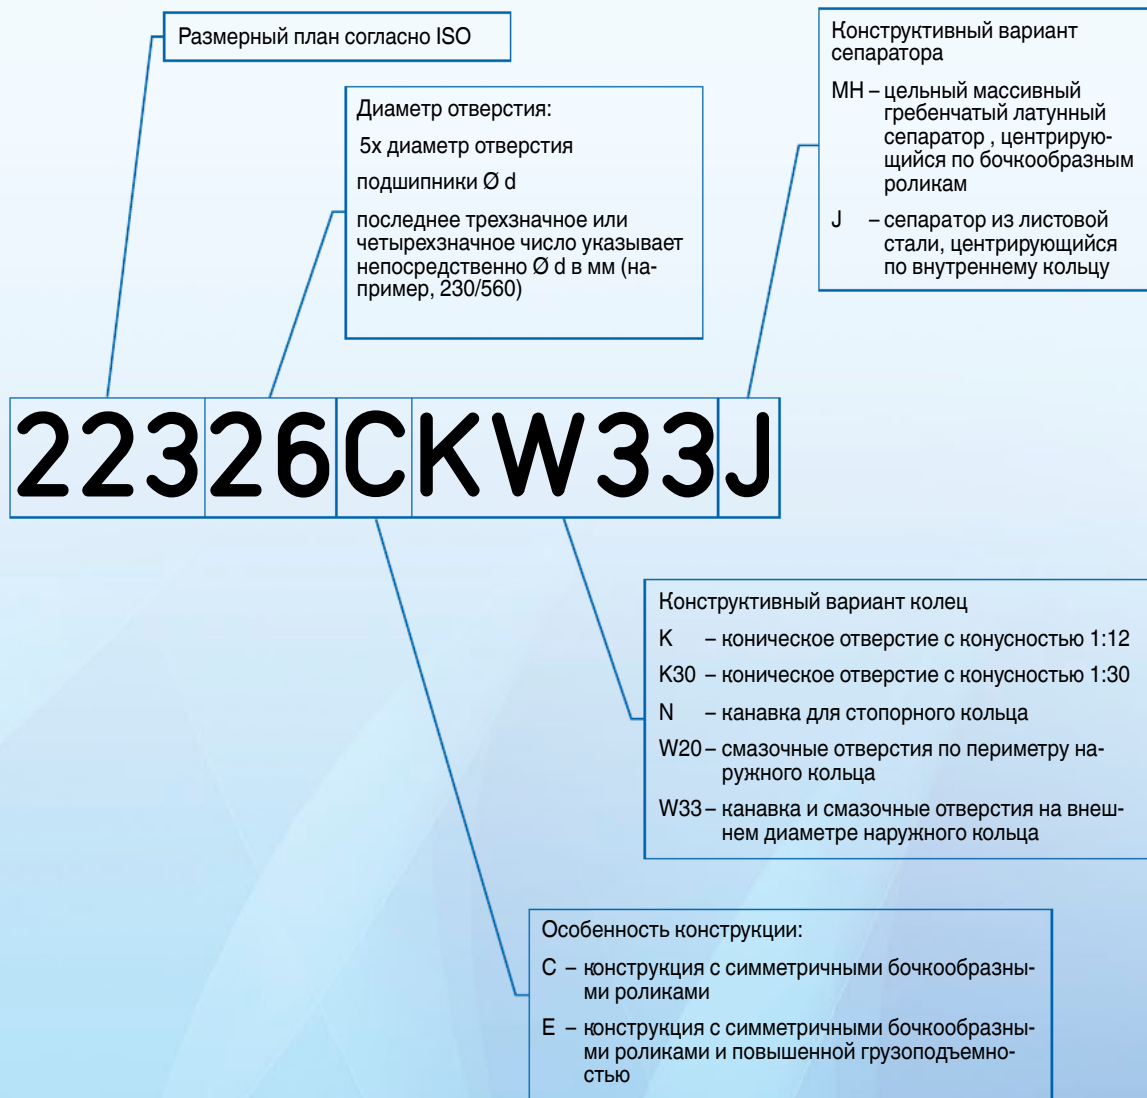 Размерный план согласно ISO
Диаметр отверстия:
5х диаметр отверстия
подшипники Ø d
последнее трехзначное или
четырехзначное число указывает
непосредственно Ø d в мм (на-
пример, 230/560)
Конструктивный вариант
сепаратора
MH – цельный массивный
гребенчатый латунный
сепаратор , центрирую-
щийся по бочкообразным
роликам
J – сепаратор из листовой
стали, центрирующийся
по внутреннему кольцу
22326CKW33J
Конструктивный вариант колец
K – коническое отверстие с конусностью 1:12
K30 – коническое отверстие с конусностью 1:30
N – канавка для стопорного кольца
W20 – смазочные отверстия по периметру на-
ружного кольца
W33 – канавка и смазочные отверстия на внеш-
нем диаметре наружного кольца
Особенность конструкции:
C – конструкция с симметричными бочкообразны-
ми роликами
E – конструкция с симметричными бочкообразны-
ми роликами и повышенной грузоподъемно-
стью